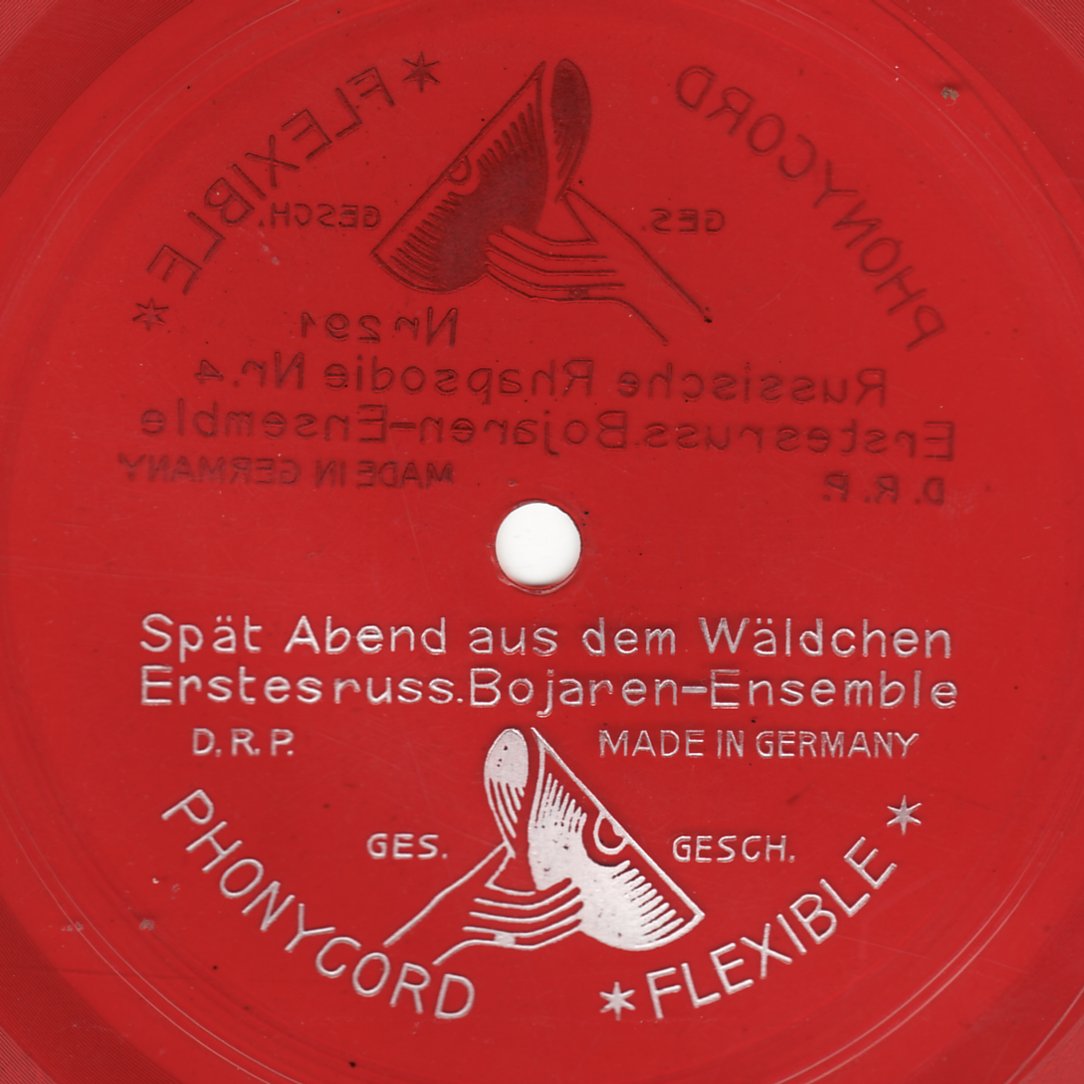 PHONYCORD
* FLEXIBLE *
GES. GESCH.
Nr 291
Russische Rhapsodie Nr.4
Erstes russ. Bojaren-Ensemble
D. R. P. MADE IN GERMANY
Spät Abend aus dem Wäldchen
Erstes russ. Bojaren-Ensemble
D. R. P. MADE IN GERMANY
GES. GESCH.
PHONYCORD
* FLEXIBLE *